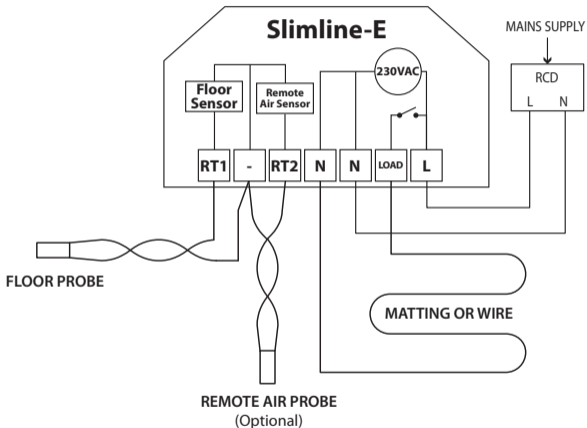 Slimline-E
MAINS SUPPLY
230VAC
RCD
L N
Floor
Sensor
Remote
Air Sensor
RT1 - RT2 N N LOAD L
FLOOR PROBE
MATTING OR WIRE
REMOTE AIR PROBE
(Optional)